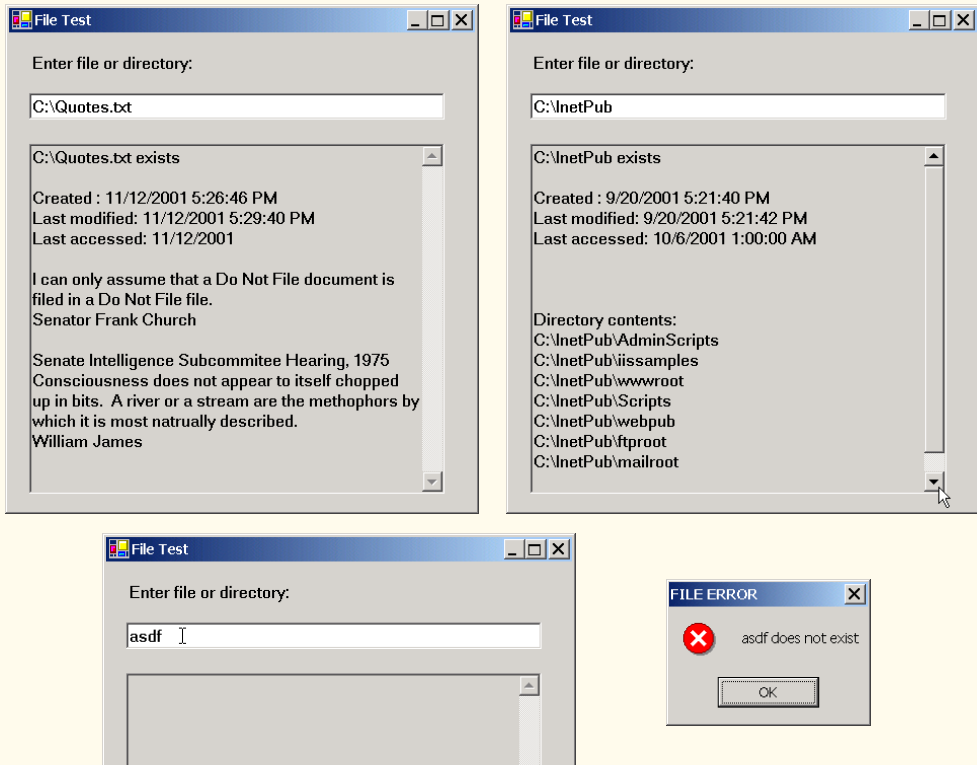 File Test
Enter file or directory:
C:\Quotes.txt
C:\Quotes.txt exists
Created : 11/12/2001 5:26:46 PM
Last modified: 11/12/2001 5:29:40 PM
Last accessed: 11/12/2001
I can only assume that a Do Not File document is
filed in a Do Not File file.
Senator Frank Church
Senate Intelligence Subcommitee Hearing, 1975
Consciousness does not appear to itself chopped
up in bits.  A river or a stream are the methophors by
which it is most natrually described.
William James
File Test
Enter file or directory:
C:\InetPub
C:\InetPub exists
Created : 9/20/2001 5:21:40 PM
Last modified: 9/20/2001 5:21:42 PM
Last accessed: 10/6/2001 1:00:00 AM
Directory contents:
C:\InetPub\AdminScripts
C:\InetPub\iissamples
C:\InetPub\wwwroot
C:\InetPub\Scripts
C:\InetPub\webpub
C:\InetPub\ftproot
C:\InetPub\mailroot
File Test
Enter file or directory:
asdf
FILE ERROR
asdf does not exist
OK